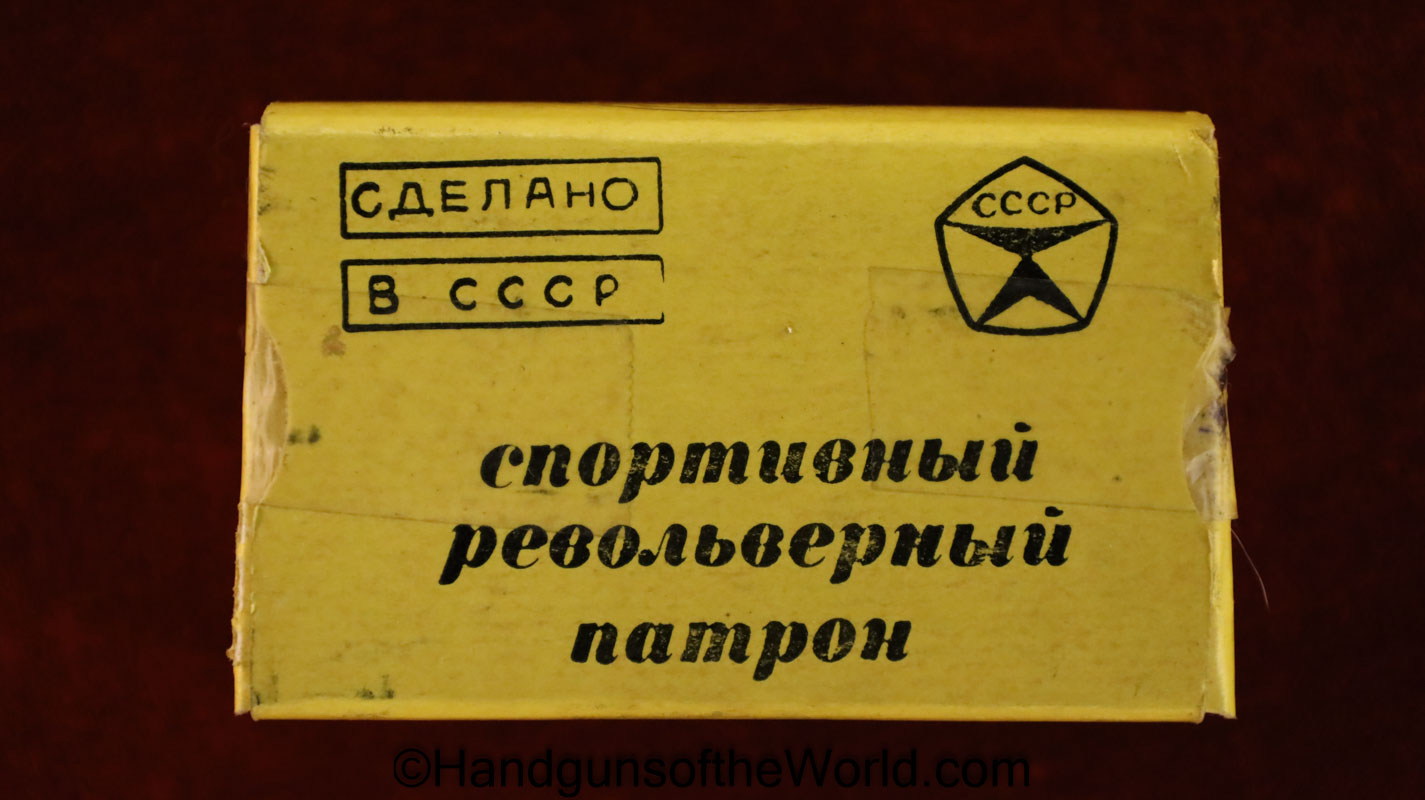 СДЕЛАНО
В СССР
СССР
спортивный
револьверный
патрон
©HandgunsoftheWorld.com